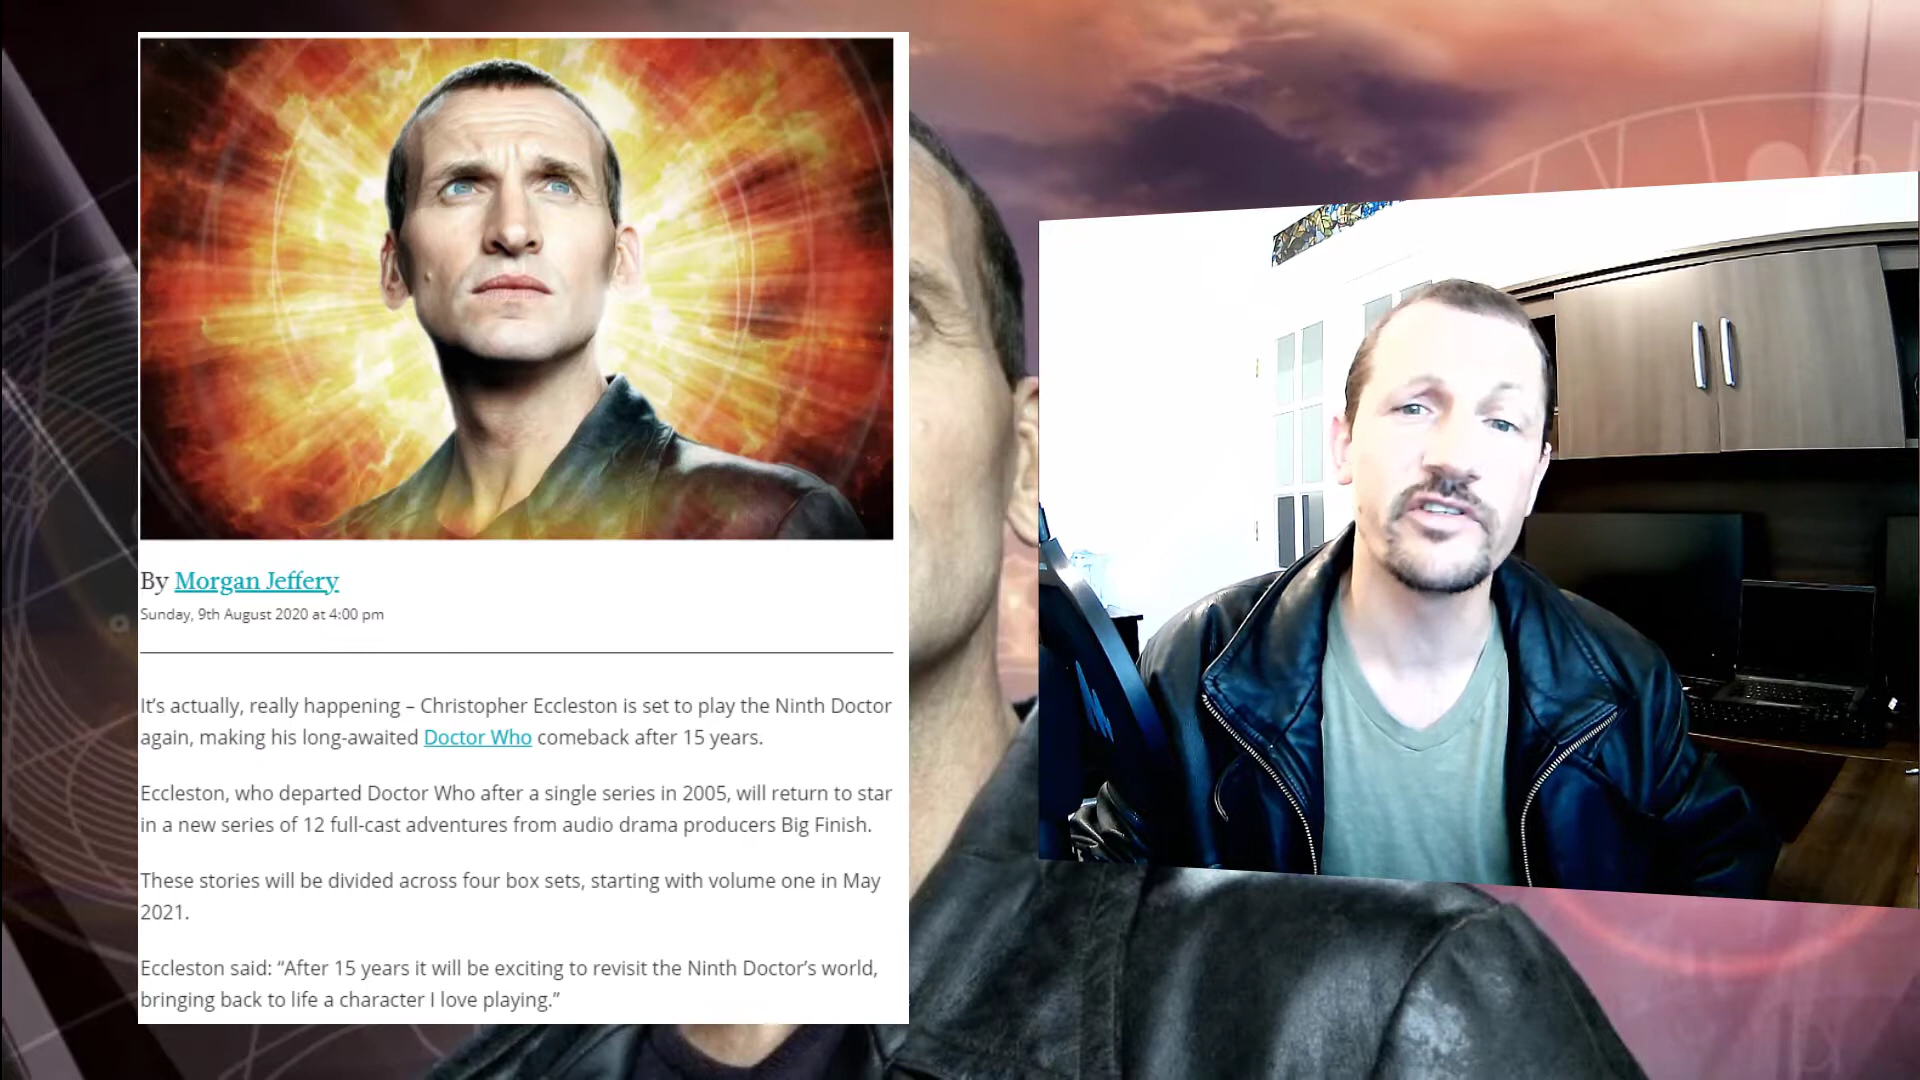 By Morgan Jeffery
Sunday, 9th August 2020 at 4:00 pm
It’s actually, really happening – Christopher Eccleston is set to play the Ninth Doctor
again, making his long-awaited Doctor Who comeback after 15 years.
Eccleston, who departed Doctor Who after a single series in 2005, will return to star
in a new series of 12 full-cast adventures from audio drama producers Big Finish.
These stories will be divided across four box sets, starting with volume one in May
2021.
Eccleston said: “After 15 years it will be exciting to revisit the Ninth Doctor’s world,
bringing back to life a character I love playing.”